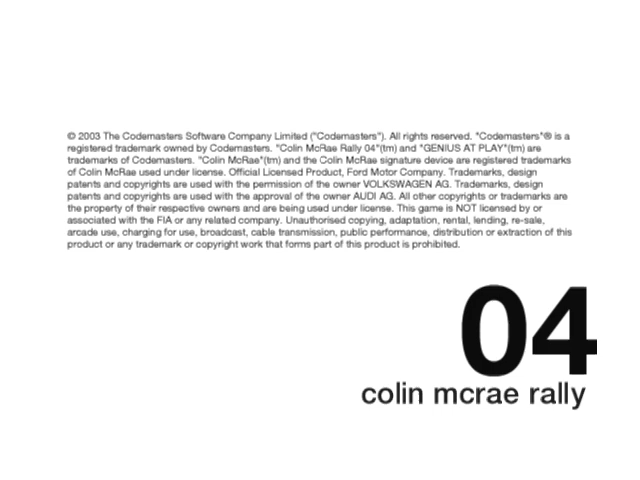 © 2003 The Codemasters Software Company Limited ("Codemasters"). All rights reserved. "Codemasters"® is a
registered trademark owned by Codemasters. "Colin McRae Rally 04"(tm) and "GENIUS AT PLAY"(tm) are
trademarks of Codemasters. "Colin McRae"(tm) and the Colin McRae signature device are registered trademarks
of Colin McRae used under license. Official Licensed Product, Ford Motor Company. Trademarks, design
patents and copyrights are used with the permission of the owner VOLKSWAGEN AG. Trademarks, design
patents and copyrights are used with the approval of the owner AUDI AG. All other copyrights or trademarks are
the property of their respective owners and are being used under license. This game is NOT licensed by or
associated with the FIA or any related company. Unauthorised copying, adaptation, rental, lending, re-sale,
arcade use, charging for use, broadcast, cable transmission, public performance, distribution or extraction of this
product or any trademark or copyright work that forms part of this product is prohibited.
04
colin mcrae rally